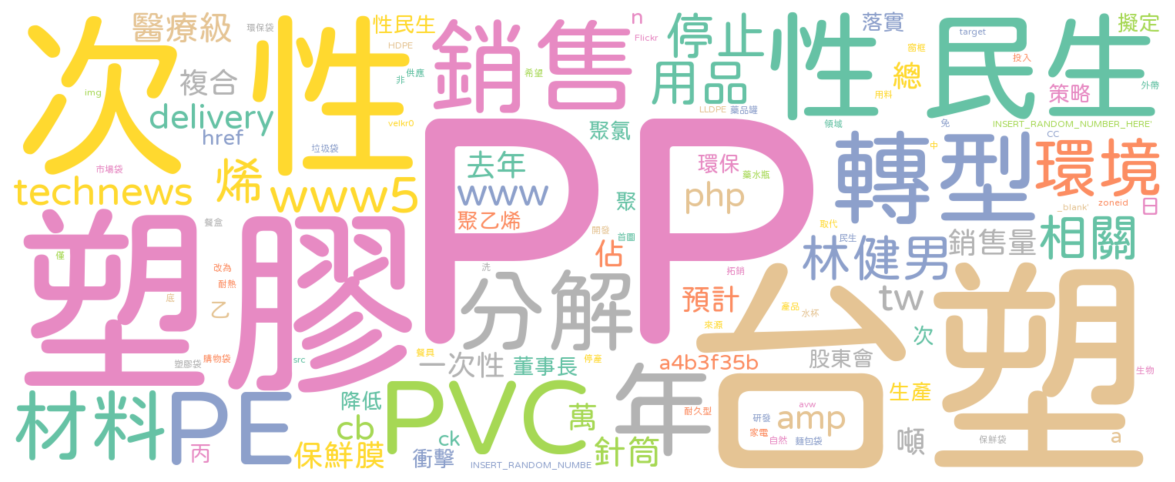 次性
醫療級
環保袋
性民生
HDPE
複合
非
供應
img
delivery
href
velkr0
垃圾袋
市場袋
technews
烯
www5
銷售
n
Flickr
希望
停止
用品
性
落實
擬定
target
民生
投入
策略
外帶
總
用料
LLDPE
藥品罐
領域
免
INSERT_RANDOM_NUMBER_HERE'
聚氯
PP
去年
www
聚乙烯
聚
環保
藥水瓶
php
開發
首圖
佔
中
cc
轉型
環境
_blank'
zoneid
日
取代
民生
林健男
銷售量
相關
塑膠
餐盒
僅
底
改為
耐熱
乙
塑膠袋
購物袋
src
洗
分解
拓銷
預計
產品
水杯
來源
tw
台塑
次
餐具
一次性
董事長
停產
a4b3f35b
股東會
生物
材料
PE
丙
降低
cb
保鮮膜
PVC
ck
衝擊
萬
針筒
INSERT_RANDOM_NUMBE
年
耐久型
avw
研發
amp
家電
自然
麵包袋
生產
噸
保鮮袋
a